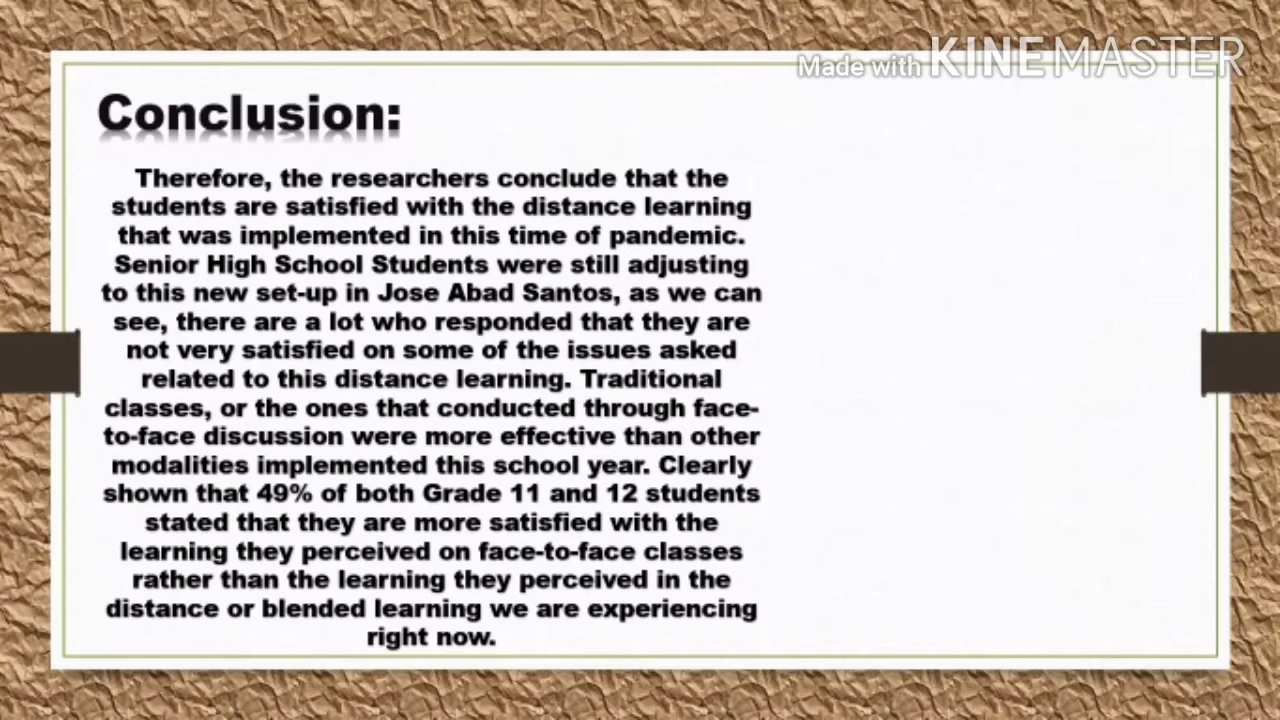 Made with KINEMASTER
Conclusion:
Therefore, the researchers conclude that the
students are satisfied with the distance learning
that was implemented in this time of pandemic.
Senior High School Students were still adjusting
to this new set-up in Jose Abad Santos, as we can
see, there are a lot who responded that they are
not very satisfied on some of the issues asked
related to this distance learning. Traditional
classes, or the ones that conducted through face-
to-face discussion were more effective than other
modalities implemented this school year. Clearly
shown that 49% of both Grade 11 and 12 students
stated that they are more satisfied with the
learning they perceived on face-to-face classes
rather than the learning they perceived in the
distance or blended learning we are experiencing
right now.